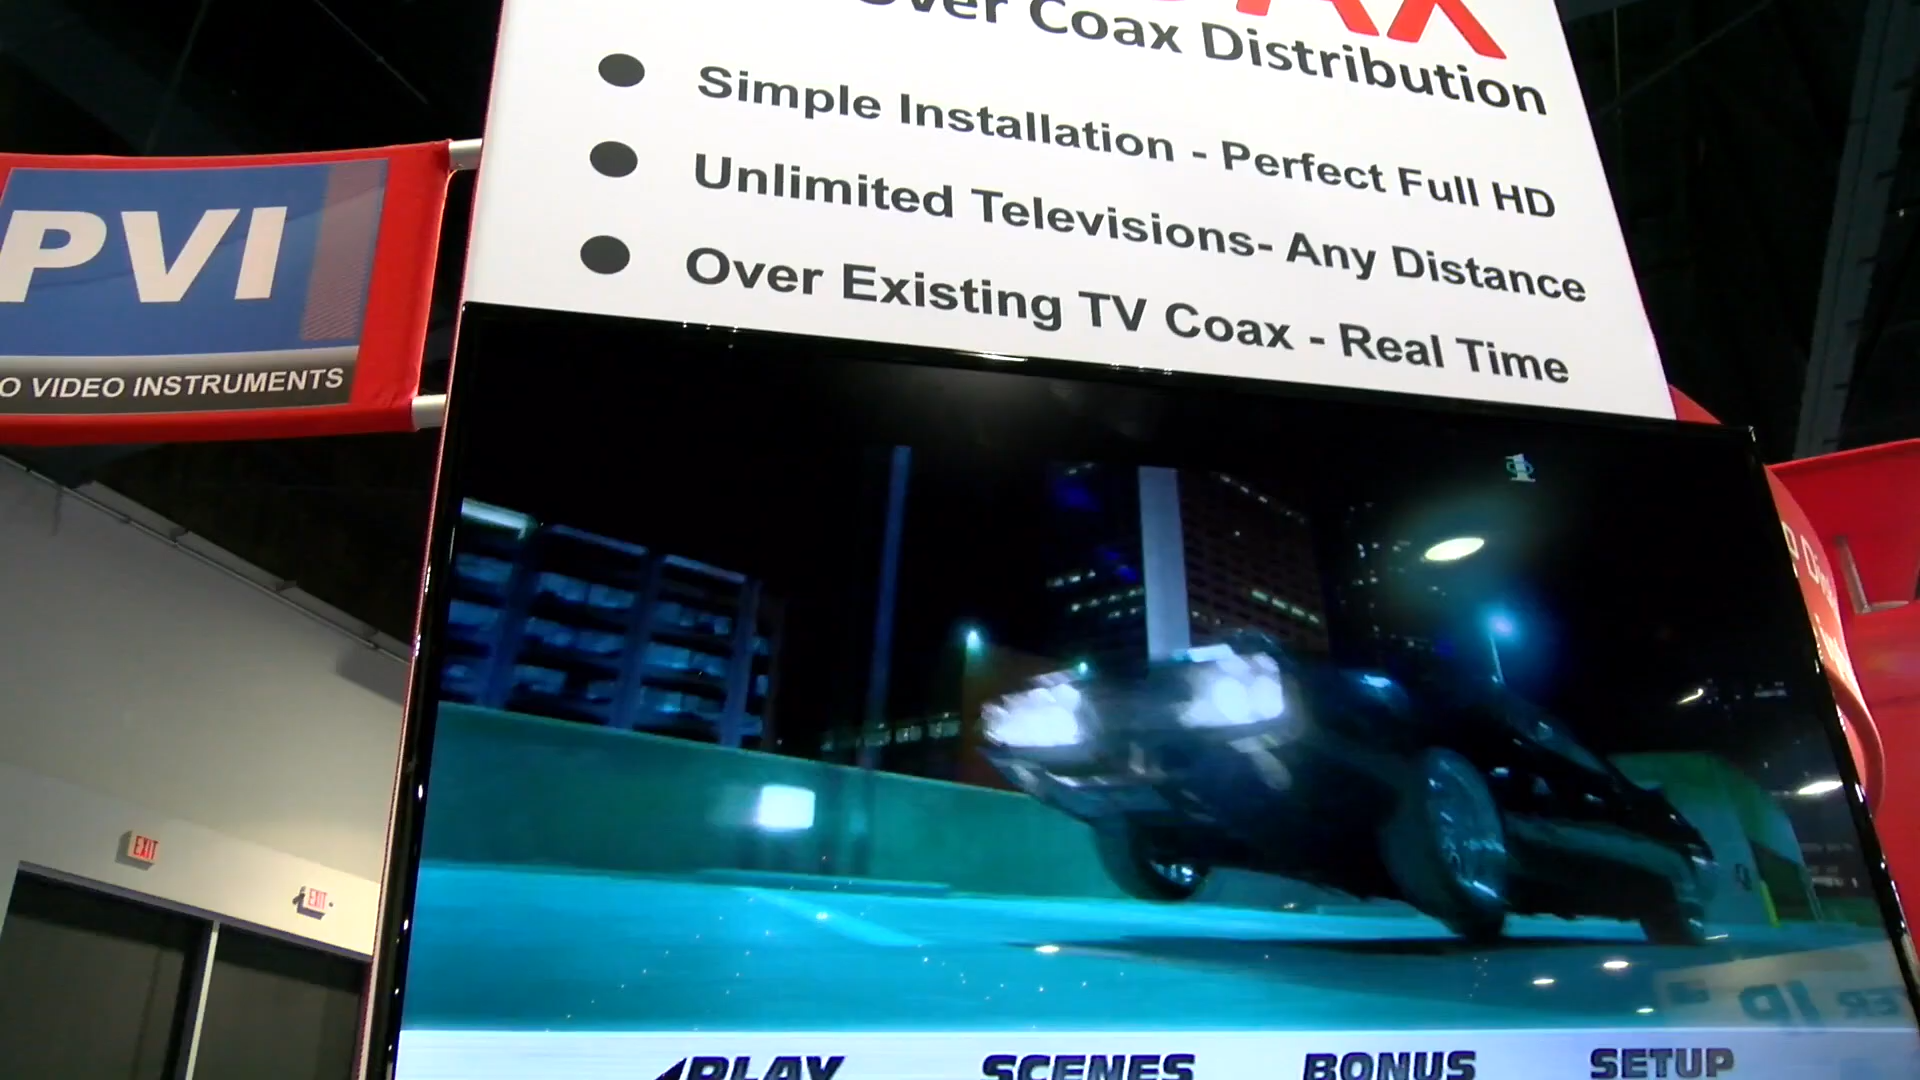 Over Coax Distribution
Simple Installation - Perfect Full HD
Unlimited Televisions- Any Distance
Over Existing TV Coax - Real Time
PVI
O VIDEO INSTRUMENTS
EXIT
EXIT
PLAY SCENES BONUS SETUP